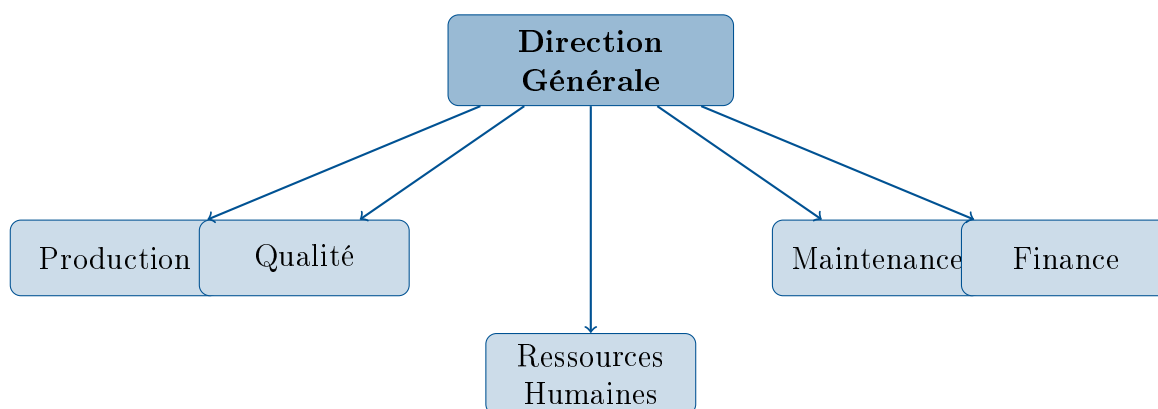 Direction
Générale
Production
Qualité
Maintenance
Finance
Ressources
Humaines